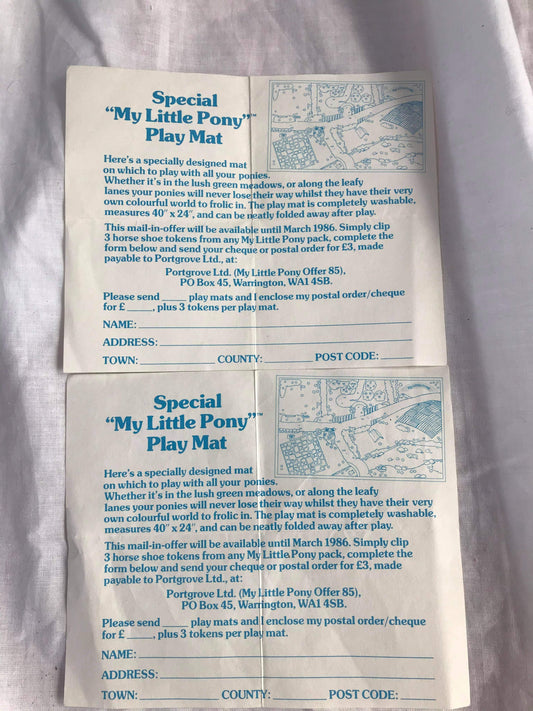 Special
"My Little Pony"™
Play Mat
Here's a specially designed mat
on which to play with all your ponies.
Whether it's in the lush green meadows, or along the leafy
lanes your ponies will never lose their way whilst they have their very
own colourful world to frolic in. The play mat is completely washable,
measures 40" x 24", and can be neatly folded away after play.
This mail-in-offer will be available until March 1986. Simply clip
3 horse shoe tokens from any My Little Pony pack, complete the
form below and send your cheque or postal order for £3, made
payable to Portgrove Ltd., at:
Portgrove Ltd. (My Little Pony Offer 85),
PO Box 45, Warrington, WA1 4SB.
Please send _____ play mats and I enclose my postal order/cheque
for £ _____, plus 3 tokens per play mat.
NAME:
ADDRESS:
TOWN: COUNTY: POST CODE:
Special
"My Little Pony"™
Play Mat
Here's a specially designed mat
on which to play with all your ponies.
Whether it's in the lush green meadows, or along the leafy
lanes your ponies will never lose their way whilst they have their very
own colourful world to frolic in. The play mat is completely washable,
measures 40" x 24", and can be neatly folded away after play.
This mail-in-offer will be available until March 1986. Simply clip
3 horse shoe tokens from any My Little Pony pack, complete the
form below and send your cheque or postal order for £3, made
payable to Portgrove Ltd., at:
Portgrove Ltd. (My Little Pony Offer 85),
PO Box 45, Warrington, WA1 4SB.
Please send _____ play mats and I enclose my postal order/cheque
for £ _____, plus 3 tokens per play mat.
NAME:
ADDRESS:
TOWN: COUNTY: POST CODE: